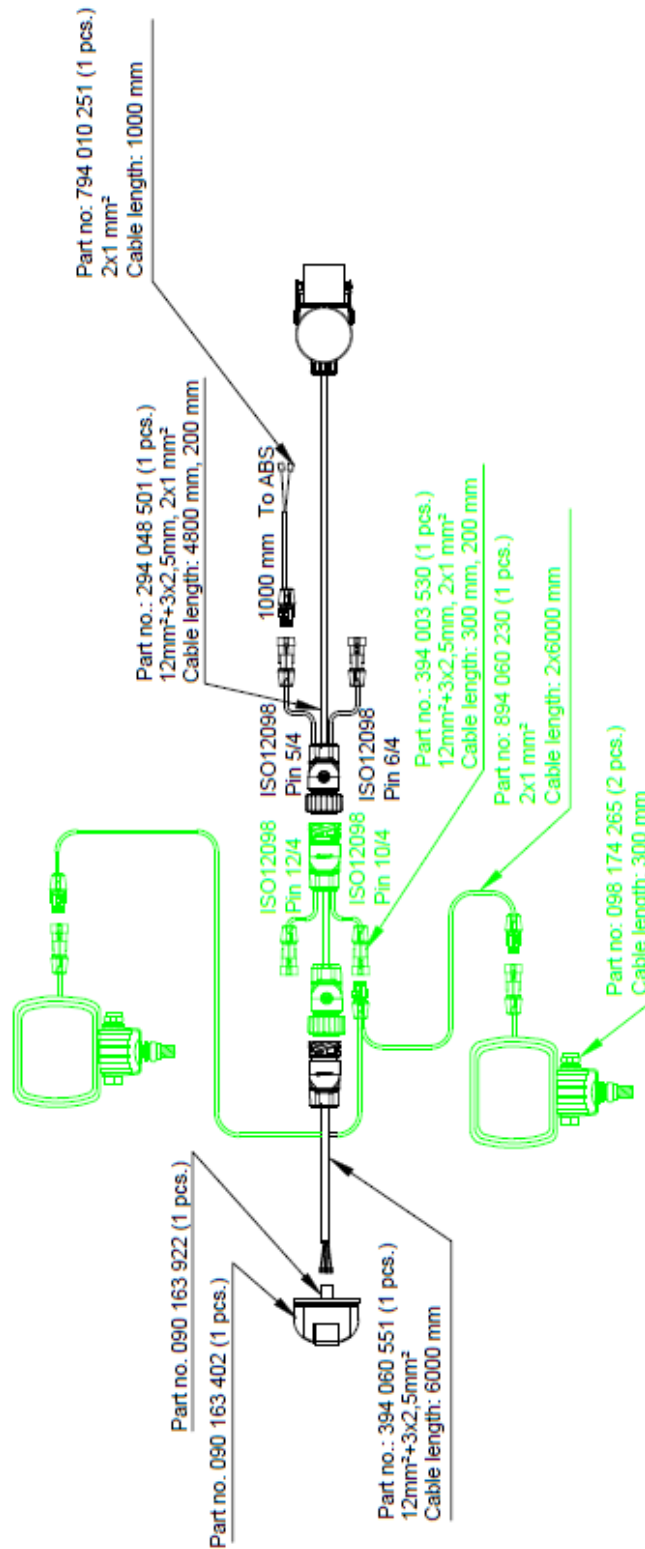 Part no. 090 163 402 (1 pcs.)
Part no. 090 163 922 (1 pcs.)
Part no.: 394 060 551 (1 pcs.)
12mm²+3x2,5mm²
Cable length: 6000 mm
Part no.: 294 048 501 (1 pcs.)
12mm²+3x2,5mm, 2x1 mm²
Cable length: 4800 mm, 200 mm
Part no: 794 010 251 (1 pcs.)
2x1 mm²
Cable length: 1000 mm
1000 mm To ABS
ISO12098
Pin 5/4
ISO12098
Pin 6/4
ISO12098
Pin 12/4
ISO12098
Pin 10/4
Part no.: 394 003 530 (1 pcs.)
12mm²+3x2,5mm, 2x1 mm²
Cable length: 300 mm, 200 mm
Part no: 894 060 230 (1 pcs.)
2x1 mm²
Cable length: 2x6000 mm
Part no: 098 174 265 (2 pcs.)
Cable length: 300 mm